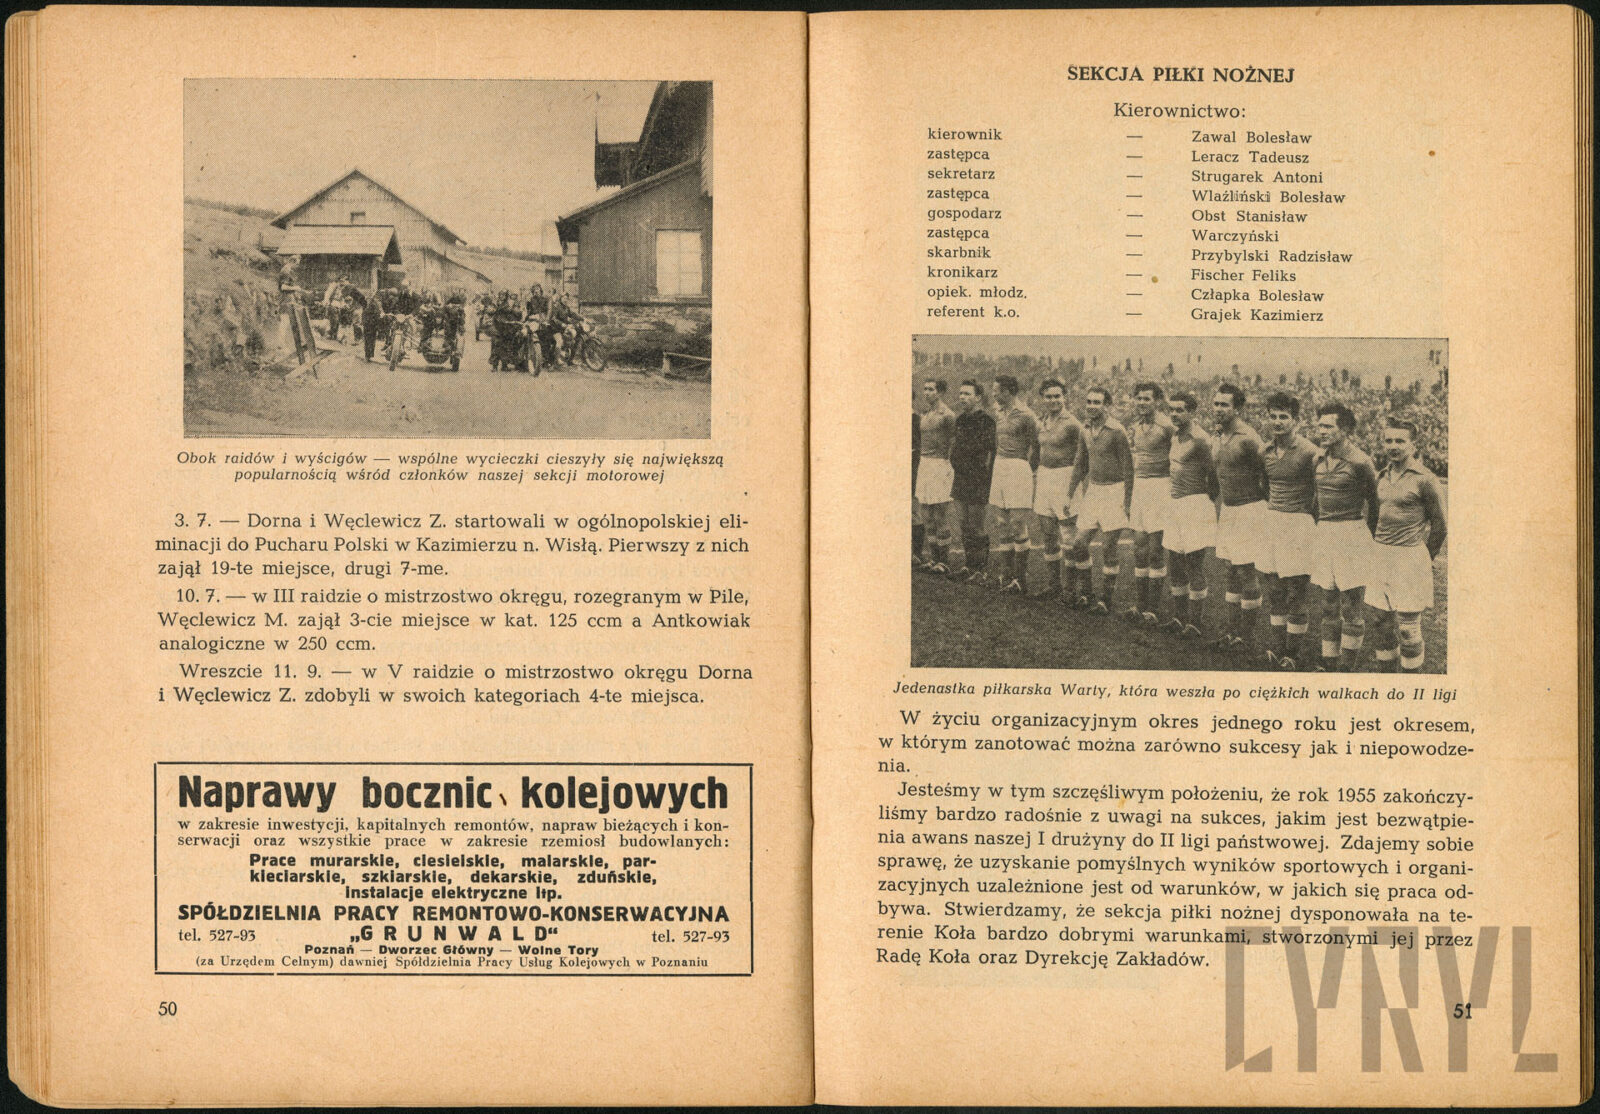 Obok raidów i wyścigów — wspólne wycieczki cieszyły się największą
popularnością wśród członków naszej sekcji motorowej
3. 7. — Dorna i Węclewicz Z. startowali w ogólnopolskiej eli-
minacji do Pucharu Polski w Kazimierzu n. Wisłą. Pierwszy z nich
zajął 19-te miejsce, drugi 7-me.
10. 7. — w III raidzie o mistrzostwo okręgu, rozegranym w Pile,
Węclewicz M. zajął 3-cie miejsce w kat. 125 ccm a Antkowiak
analogiczne w 250 ccm.
Wreszcie 11. 9. — w V raidzie o mistrzostwo okręgu Dorna
i Węclewicz Z. zdobyli w swoich kategoriach 4-te miejsca.
Naprawy bocznic kolejowych
w zakresie inwestycji, kapitalnych remontów, napraw bieżących i kon-
serwacji oraz wszystkie prace w zakresie rzemiosł budowlanych:
Prace murarskie, ciesielskie, malarskie, par-
kieciarskie, szklarskie, dekarskie, zduńskie,
instalacje elektryczne itp.
SPÓŁDZIELNIA PRACY REMONTOWO-KONSERWACYJNA
tel. 527-93 „GRUNWALD“ tel. 527-93
Poznań — Dworzec Główny — Wolne Tory
(za Urzędem Celnym) dawniej Spółdzielnia Pracy Usług Kolejowych w Poznaniu
50
SEKCJA PIŁKI NOŻNEJ
Kierownictwo:
kierownik — Zawal Bolesław
zastępca — Leracz Tadeusz
sekretarz — Strugarek Antoni
zastępca — Wlaźliński Bolesław
gospodarz — Obst Stanisław
zastępca — Warczyński
skarbnik — Przybylski Radzisław
kronikarz — Fischer Feliks
opiek. młodz. — Człapka Bolesław
referent k.o. — Grajek Kazimierz
Jedenastka piłkarska Warty, która weszła po ciężkich walkach do II ligi
W życiu organizacyjnym okres jednego roku jest okresem,
w którym zanotować można zarówno sukcesy jak i niepowodze-
nia.
Jesteśmy w tym szczęśliwym położeniu, że rok 1955 zakończy-
liśmy bardzo radośnie z uwagi na sukces, jakim jest bezwątpie-
nia awans naszej I drużyny do II ligi państwowej. Zdajemy sobie
sprawę, że uzyskanie pomyślnych wyników sportowych i organi-
zacyjnych uzależnione jest od warunków, w jakich się praca od-
bywa. Stwierdzamy, że sekcja piłki nożnej dysponowała na te-
renie Koła bardzo dobrymi warunkami, stworzonymi jej przez
Radę Koła oraz Dyrekcję Zakładów.
51